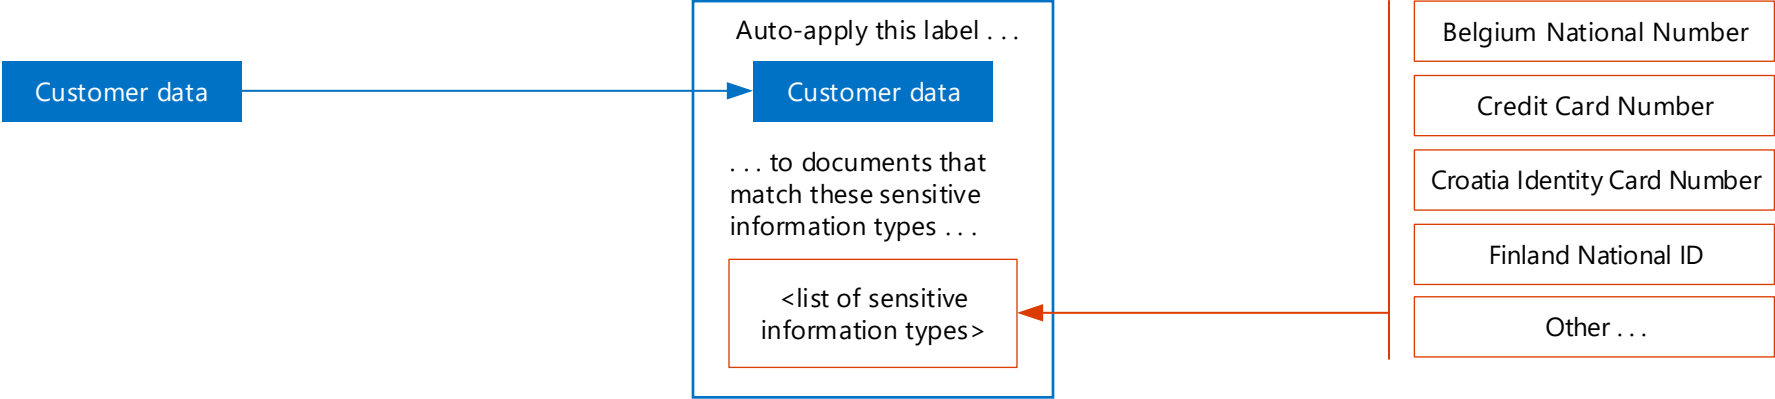 Customer data
Auto-apply this label . . .
Customer data
. . . to documents that
match these sensitive
information types . . .
<list of sensitive
information types>
Belgium National Number
Credit Card Number
Croatia Identity Card Number
Finland National ID
Other . . .